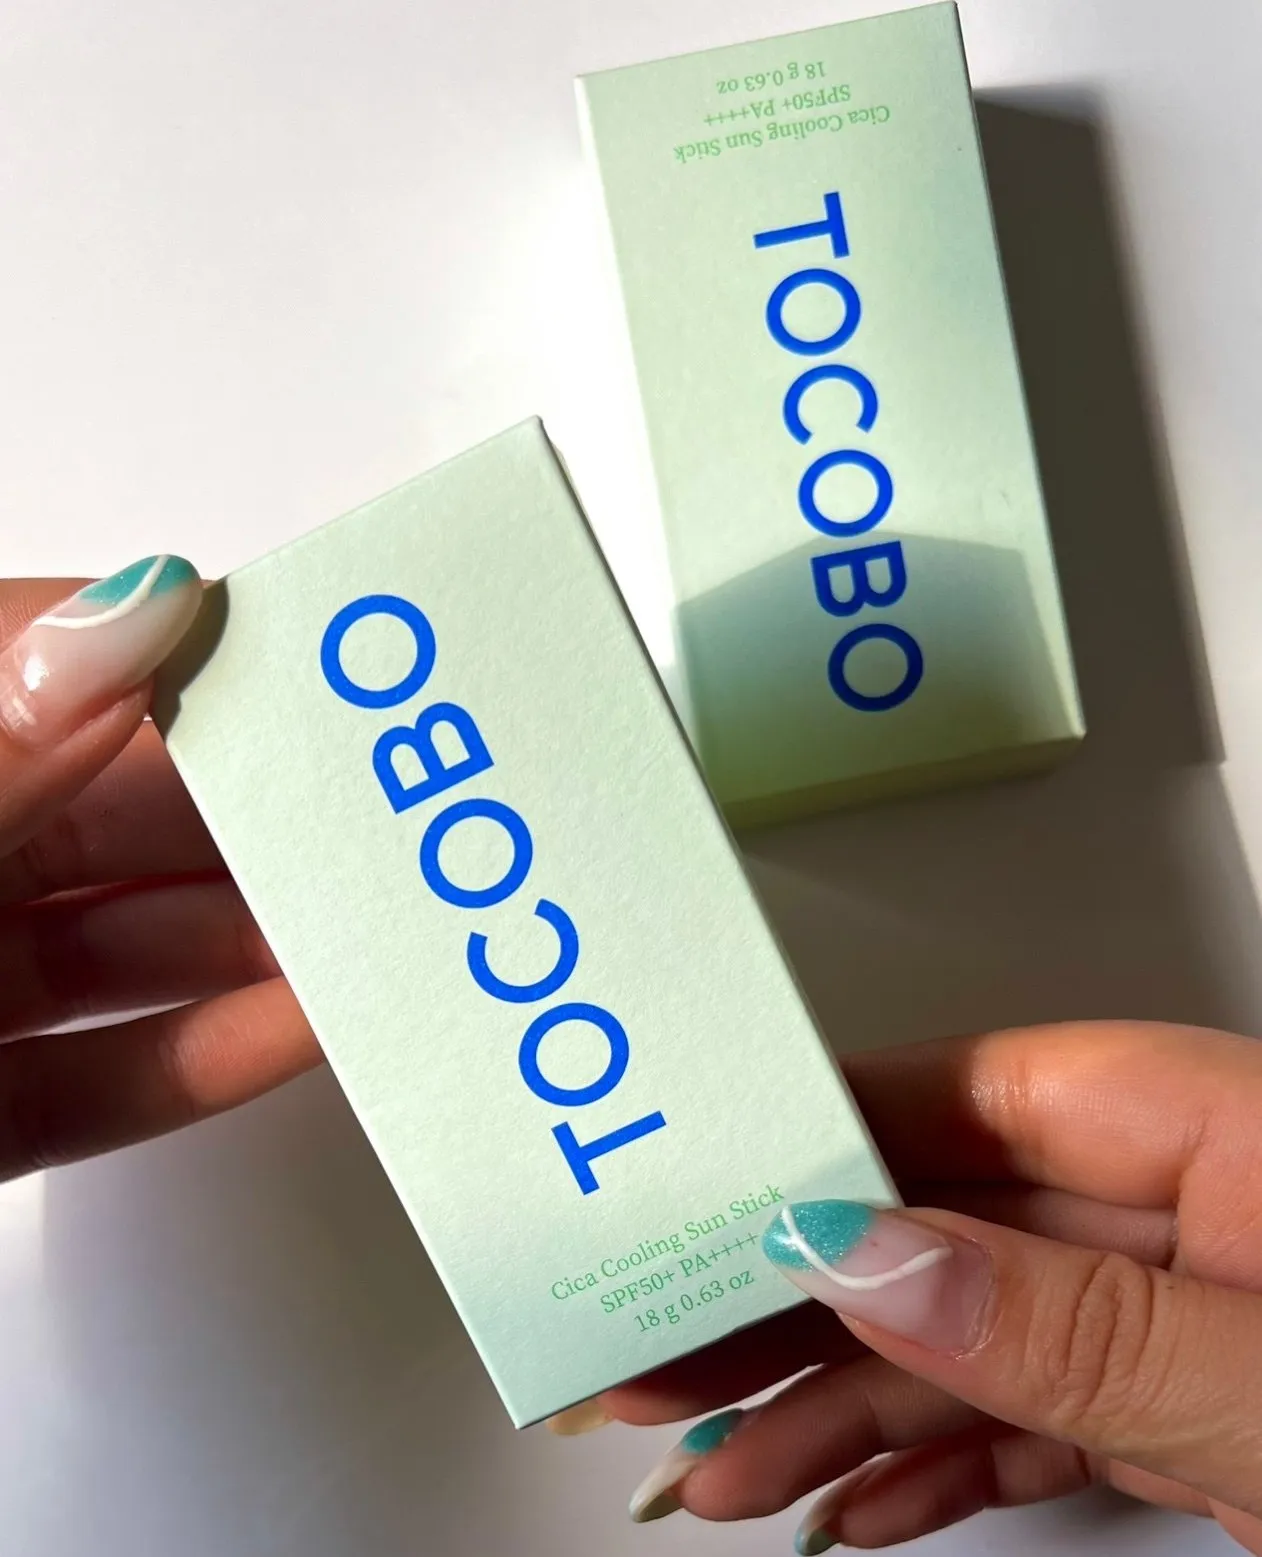 TOCOBO
Cica Cooling Sun Stick
SPF50+ PA++++
18 g 0.63 oz
TOCOBO
Cica Cooling Sun Stick
SPF50+ PA++++
18 g 0.63 oz